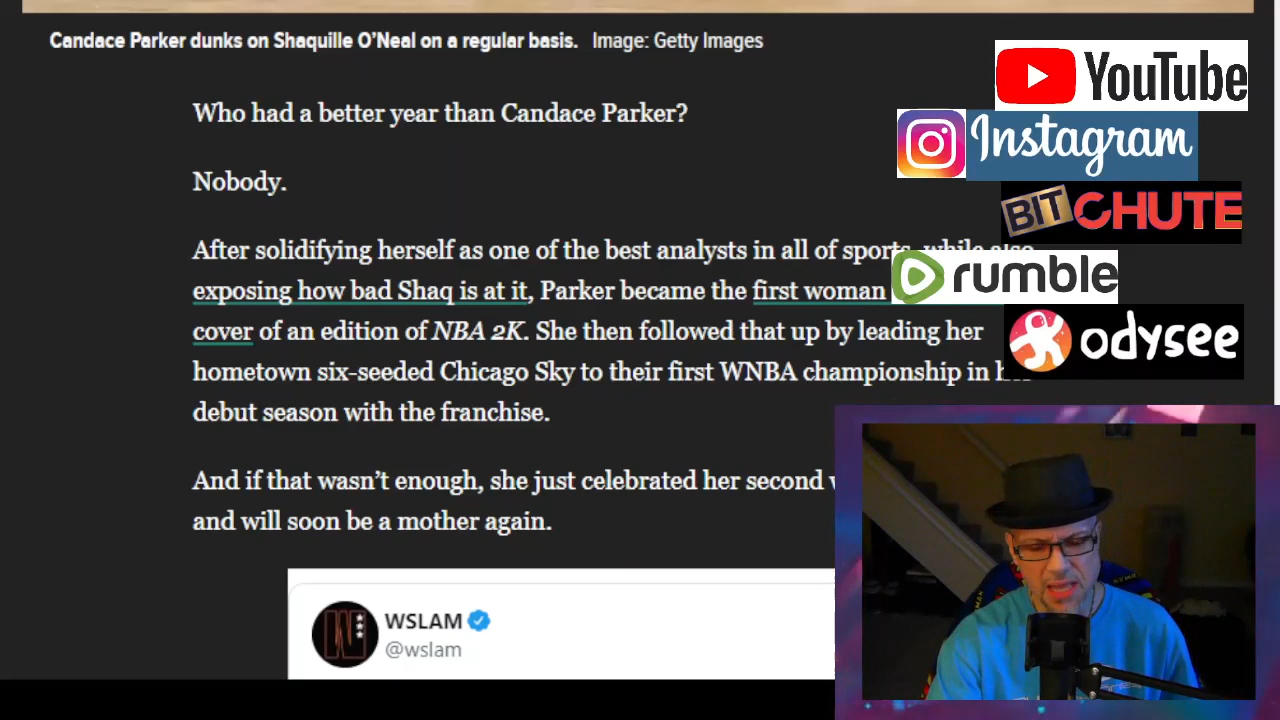 Candace Parker dunks on Shaquille O'Neal on a regular basis. Image: Getty Images
YouTube
Who had a better year than Candace Parker?
Instagram
Nobody.
BITCHUTE
After solidifying herself as one of the best analysts in all of sports, while also
rumble
exposing how bad Shaq is at it, Parker became the first woman
cover of an edition of NBA 2K. She then followed that up by leading her
odysee
hometown six-seeded Chicago Sky to their first WNBA championship in
debut season with the franchise.
And if that wasn't enough, she just celebrated her second
and will soon be a mother again.
WSLAM
@wslam